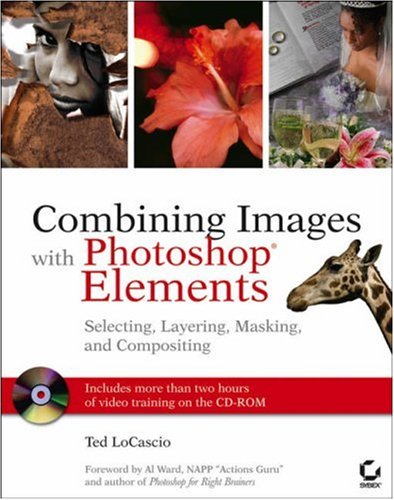 Combining Images
with Photoshop®
Elements
Selecting, Layering, Masking,
and Compositing
Includes more than two hours
of video training on the CD-ROM
Ted LoCascio
Foreword by Al Ward, NAPP “Actions Guru”
and author of Photoshop for Right Brainers
SYBEX